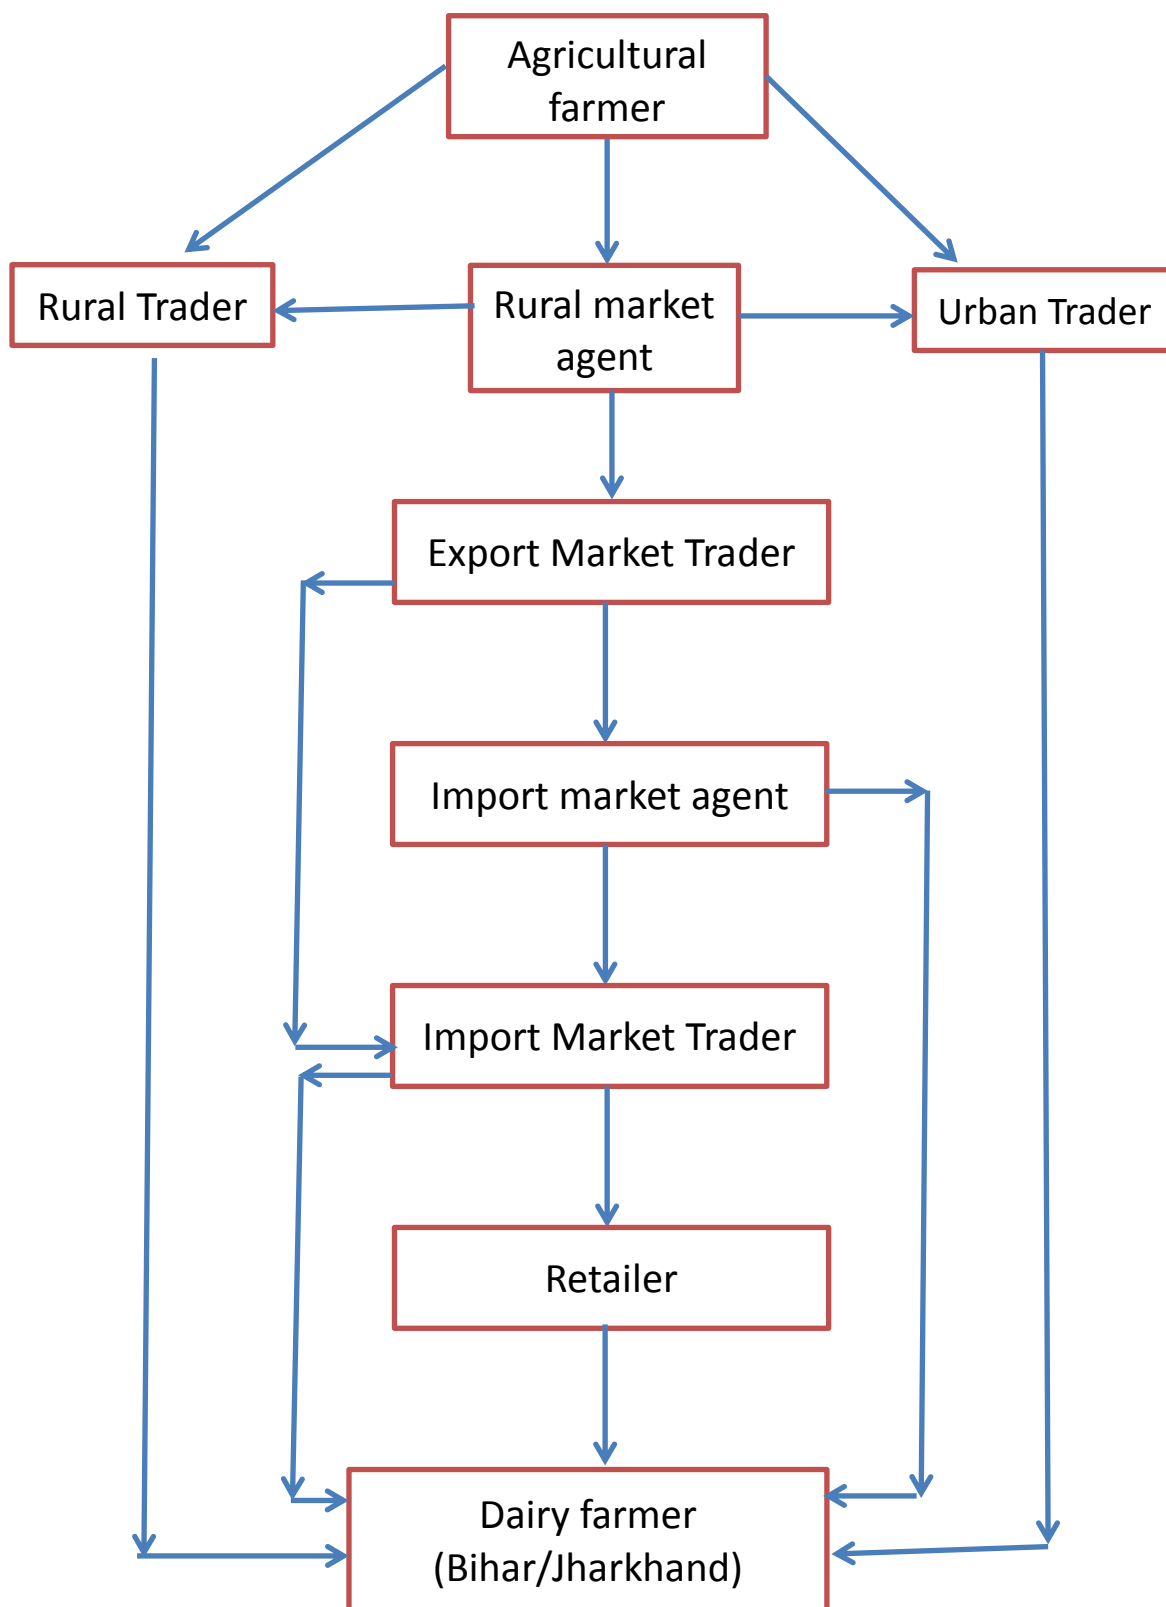 Agricultural
farmer
Rural Trader
Rural market
agent
Urban Trader
Export Market Trader
Import market agent
Import Market Trader
Retailer
Dairy farmer
(Bihar/Jharkhand)